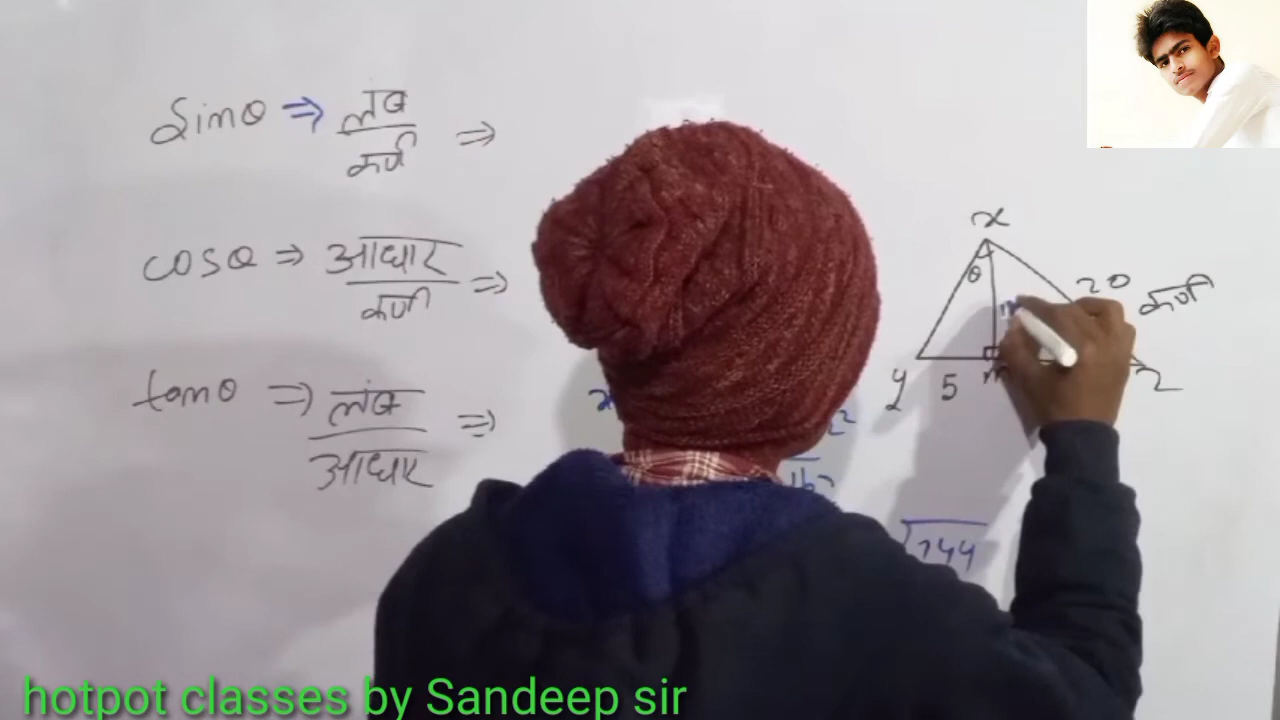 sinθ ⇒ लंब / कर्ण ⇒
cosθ ⇒ आधार / कर्ण ⇒
tanθ ⇒ लंब / आधार ⇒
x
θ
20 कर्ण
y 5 m z
√144
hotpot classes by Sandeep sir